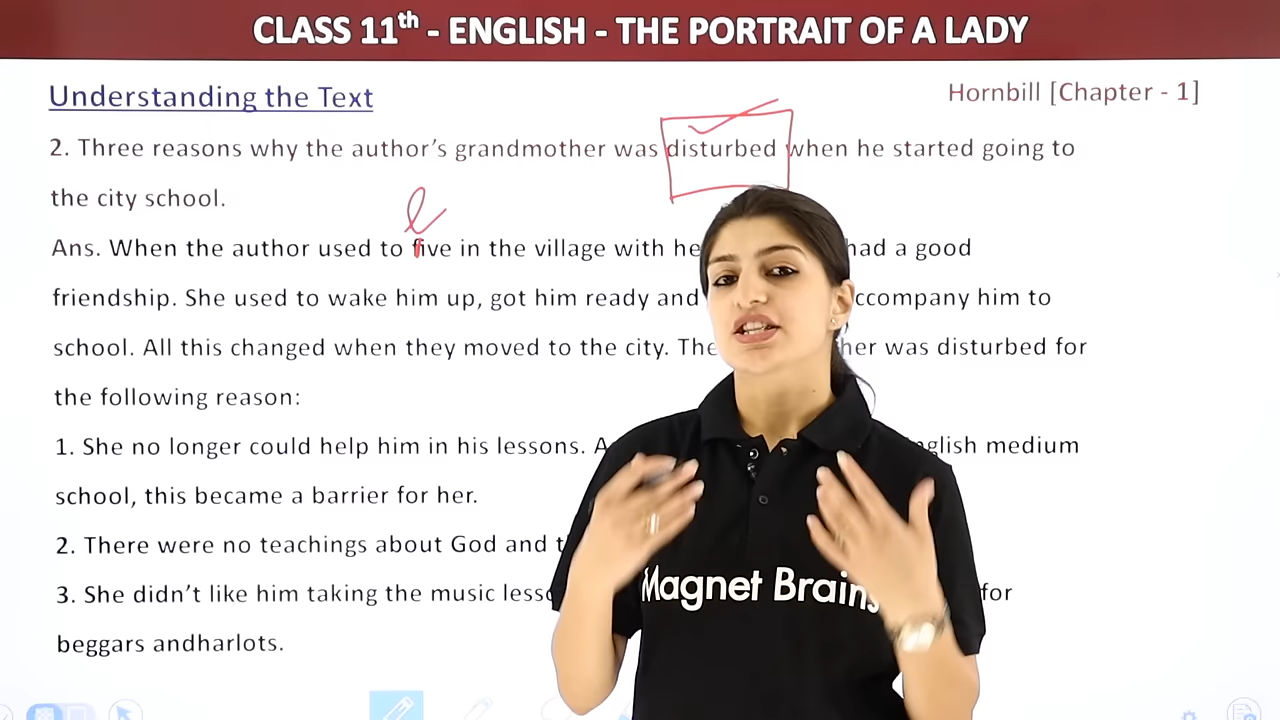 CLASS 11th - ENGLISH - THE PORTRAIT OF A LADY
Understanding the Text
Hornbill [Chapter - 1]
2. Three reasons why the author's grandmother was disturbed when he started going to
the city school.
l
Ans. When the author used to five in the village with had a good
friendship. She used to wake him up, got him ready and ccompany him to
school. All this changed when they moved to the city. was disturbed for
the following reason:
1. She no longer could help him in his lessons. nglish medium
school, this became a barrier for her.
2. There were no teachings about God and
3. She didn't like him taking the music for
beggars andharlots.
Magnet Brains